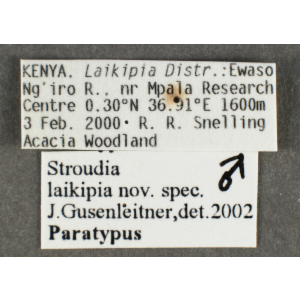 KENYA, Laikipia Distr.:Ewaso
Ng'iro R., nr Mpala Research
Centre 0.30°N 36.91°E 1600m
3 Feb. 2000· R. R. Snelling
Acacia Woodland
♂
Stroudia
laikipia nov. spec.
J.Gusenleitner,det.2002
Paratypus